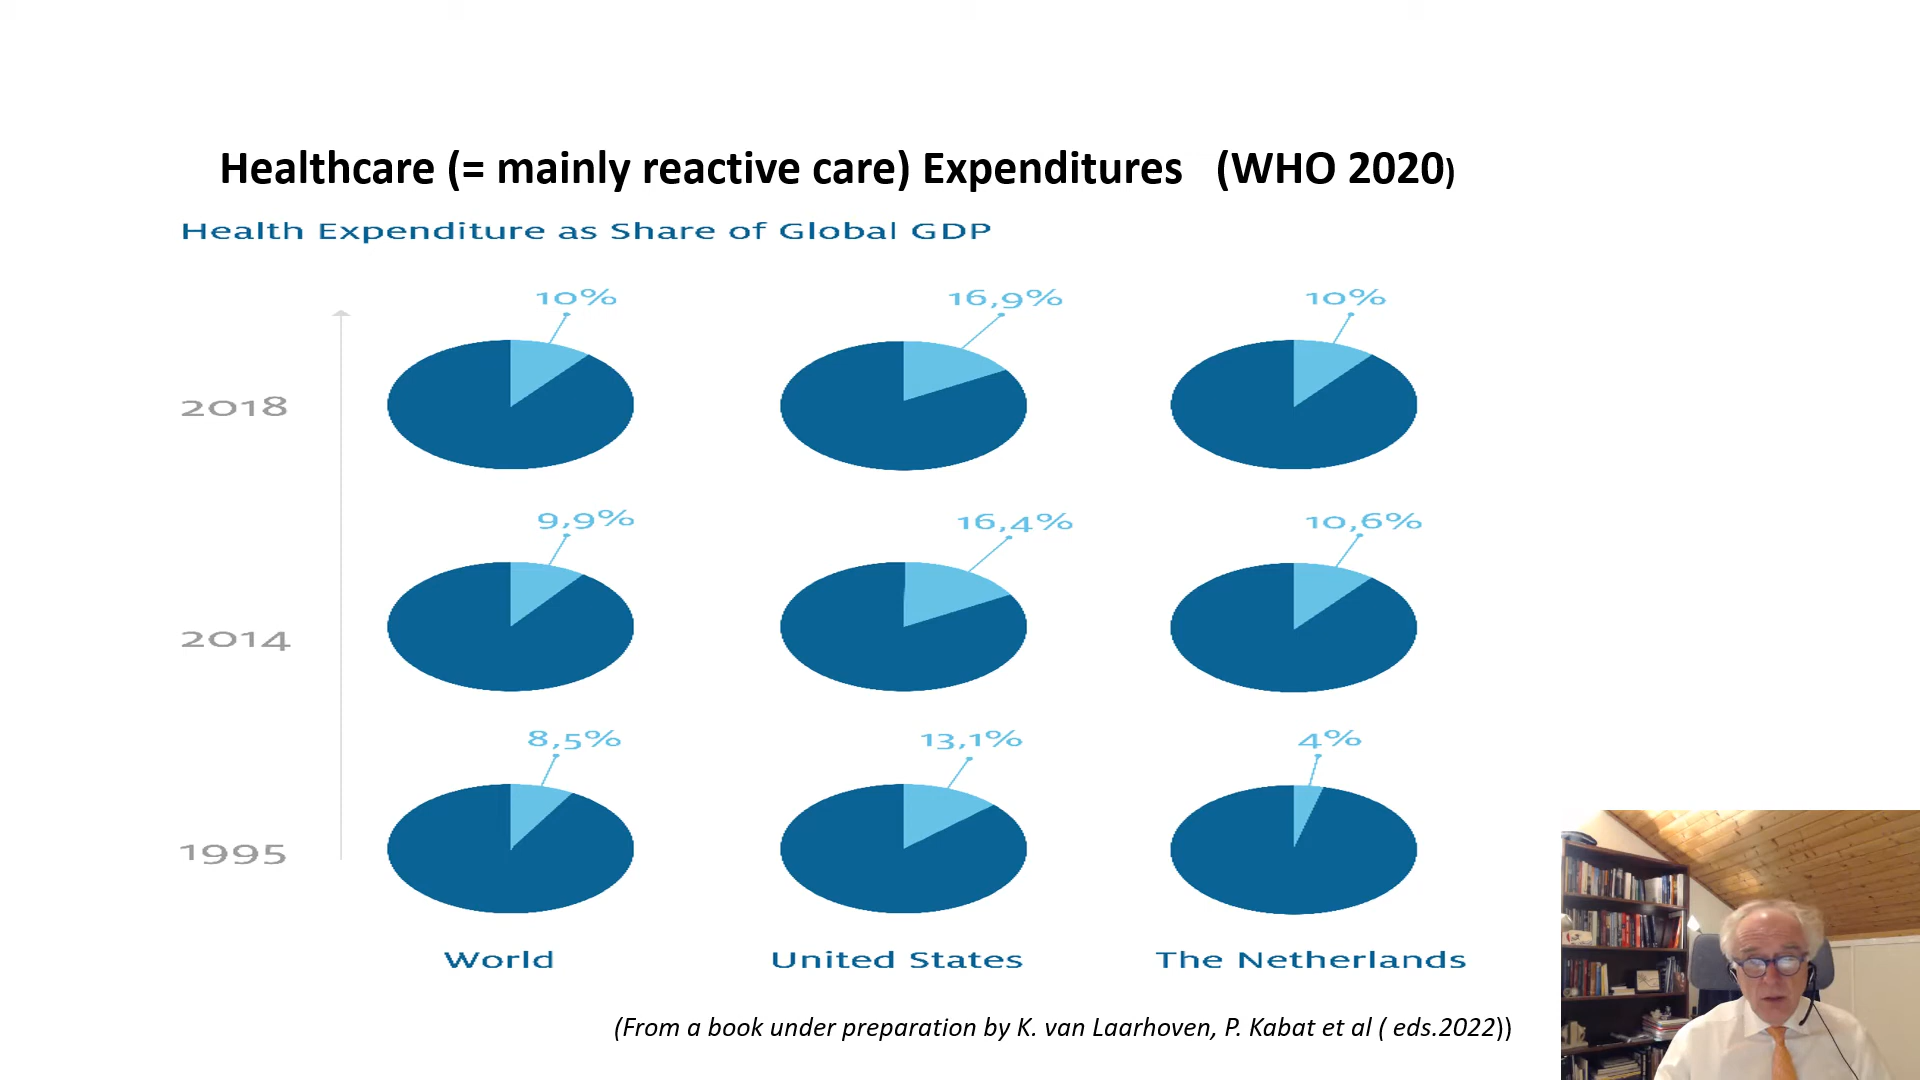 Healthcare (= mainly reactive care) Expenditures (WHO 2020)
Health Expenditure as Share of Global GDP
10% 16,9% 10%
2018
9,9% 16,4% 10,6%
2014
8,5% 13,1% 4%
1995
World United States The Netherlands
(From a book under preparation by K. van Laarhoven, P. Kabat et al ( eds.2022))